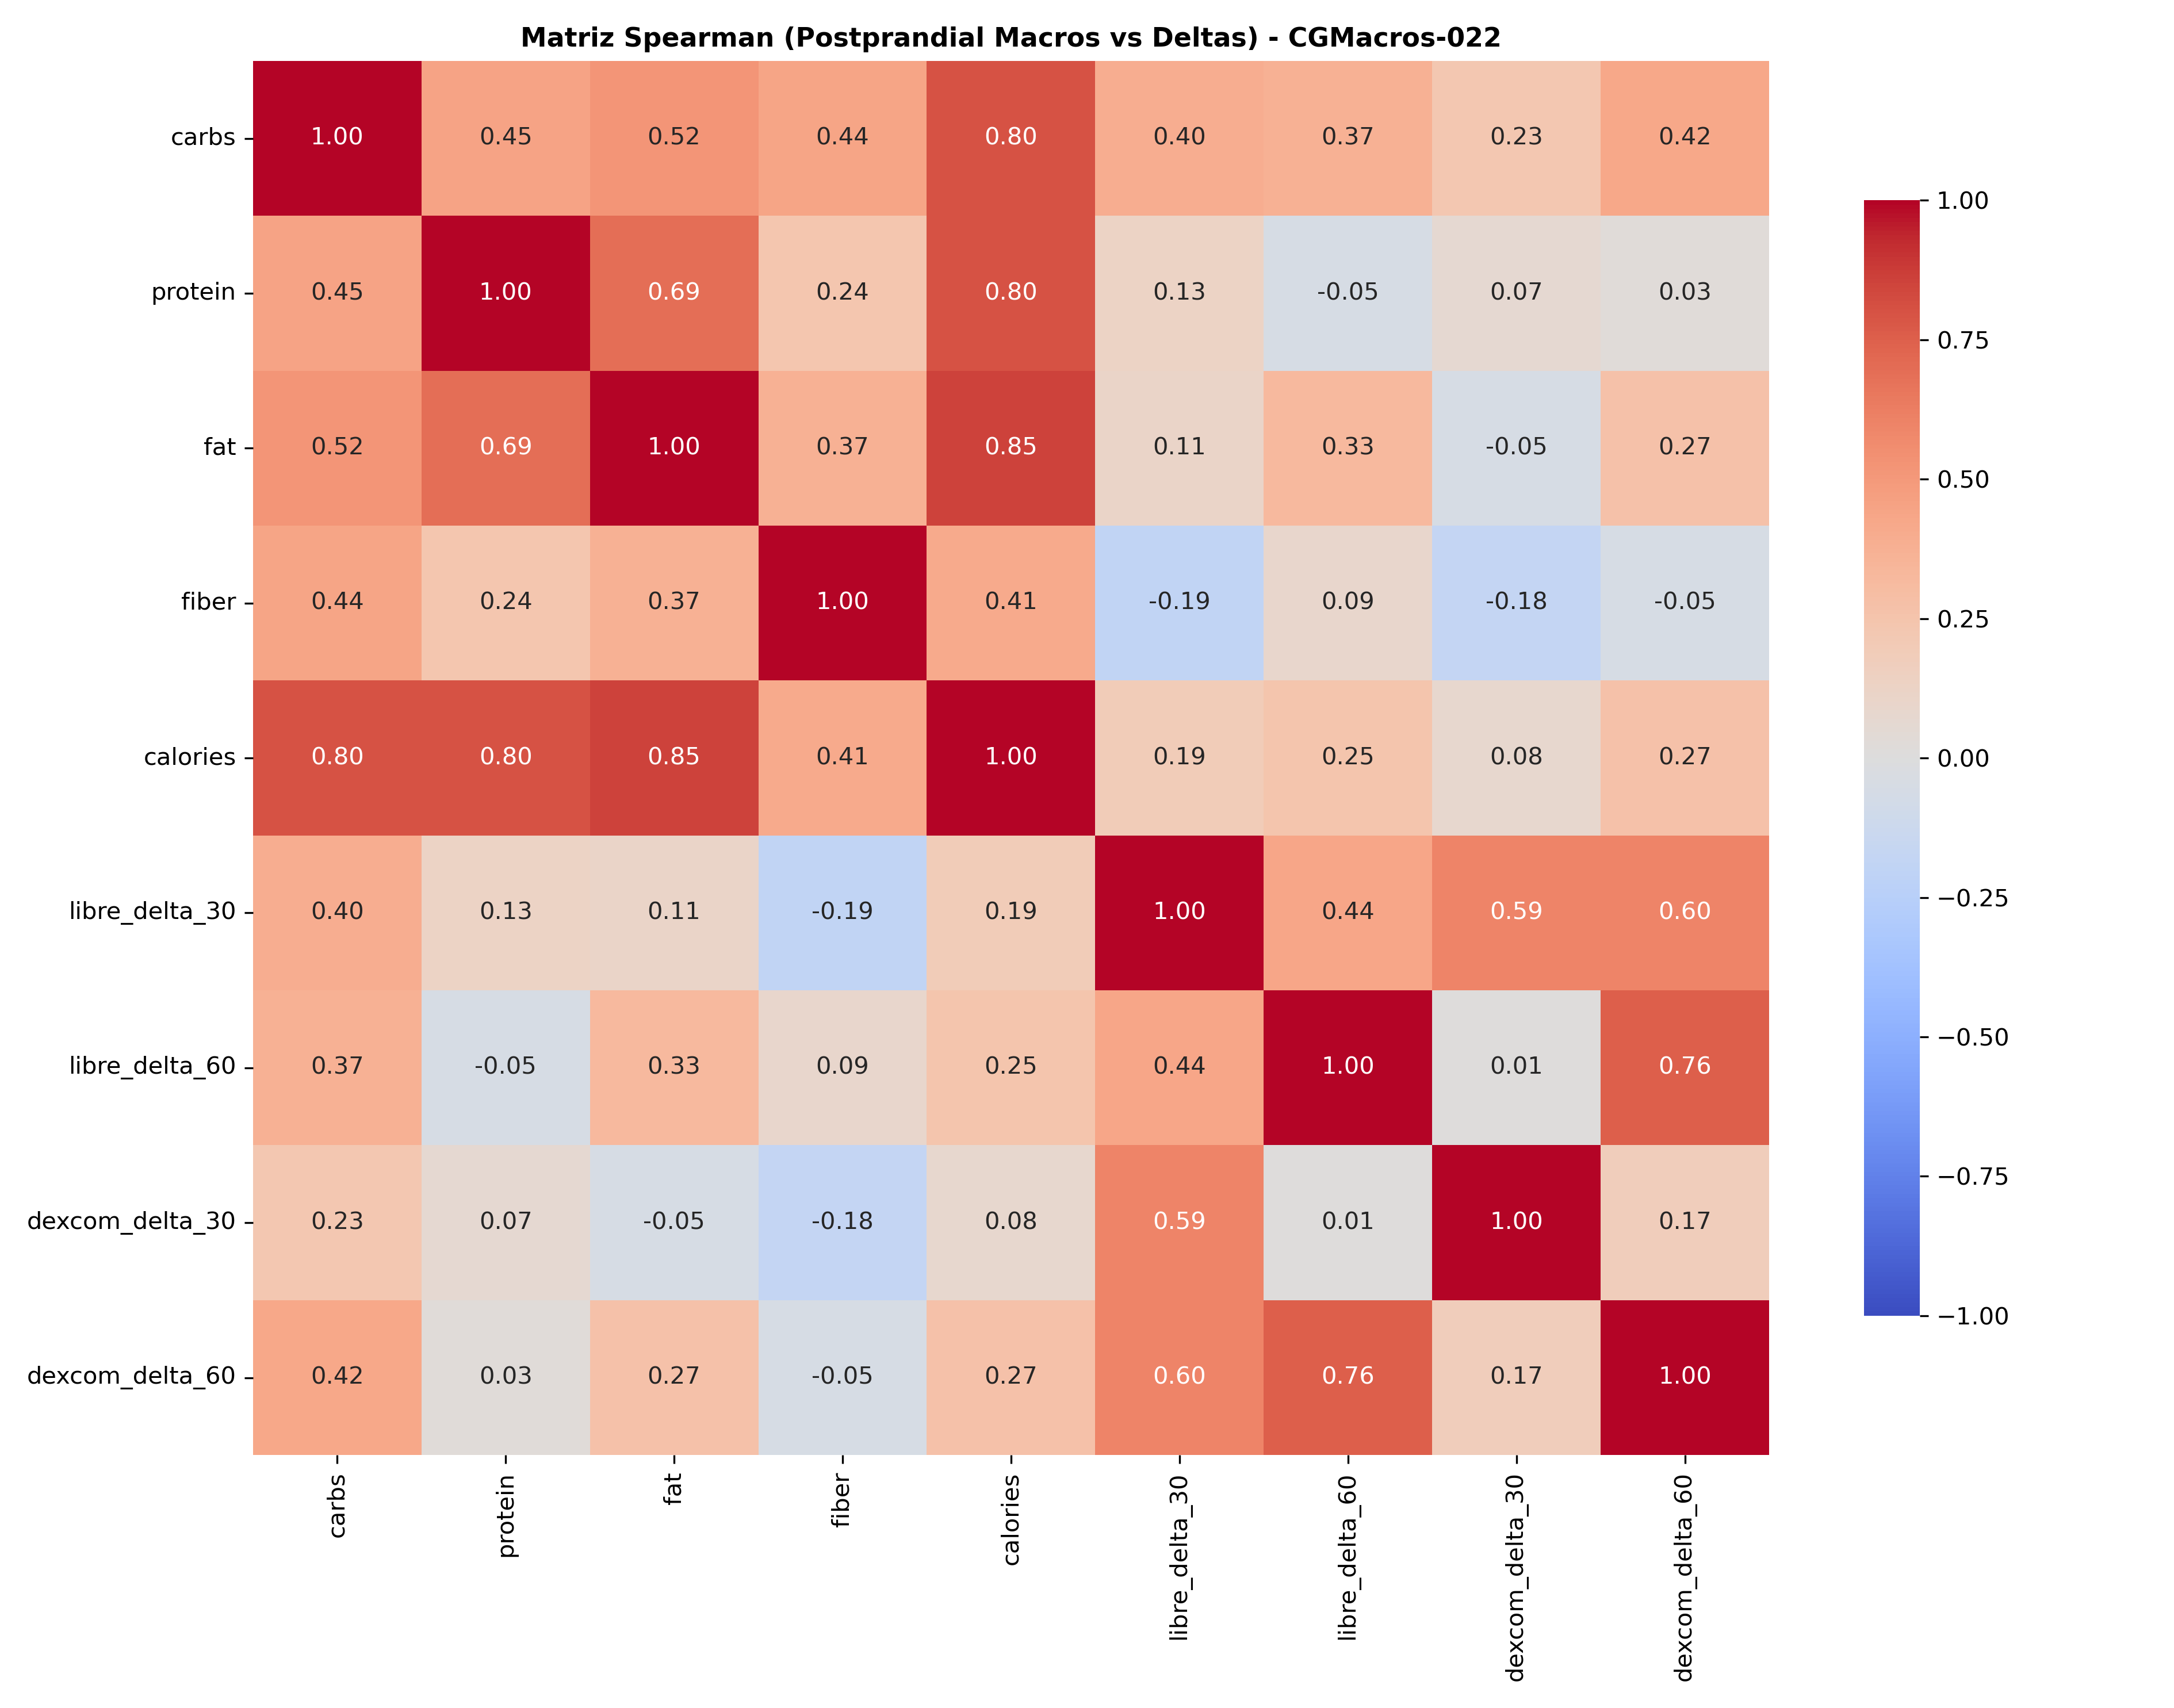 Matriz Spearman (Postprandial Macros vs Deltas) - CGMacros-022
carbs 1.00 0.45 0.52 0.44 0.80 0.40 0.37 0.23 0.42
protein 0.45 1.00 0.69 0.24 0.80 0.13 -0.05 0.07 0.03
fat 0.52 0.69 1.00 0.37 0.85 0.11 0.33 -0.05 0.27
fiber 0.44 0.24 0.37 1.00 0.41 -0.19 0.09 -0.18 -0.05
calories 0.80 0.80 0.85 0.41 1.00 0.19 0.25 0.08 0.27
libre_delta_30 0.40 0.13 0.11 -0.19 0.19 1.00 0.44 0.59 0.60
libre_delta_60 0.37 -0.05 0.33 0.09 0.25 0.44 1.00 0.01 0.76
dexcom_delta_30 0.23 0.07 -0.05 -0.18 0.08 0.59 0.01 1.00 0.17
dexcom_delta_60 0.42 0.03 0.27 -0.05 0.27 0.60 0.76 0.17 1.00
carbs protein fat fiber calories libre_delta_30 libre_delta_60 dexcom_delta_30 dexcom_delta_60
1.00
0.75
0.50
0.25
0.00
−0.25
−0.50
−0.75
−1.00